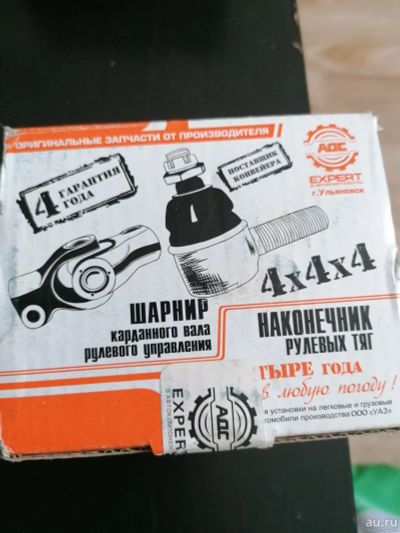 ОРИГИНАЛЬНЫЕ ЗАПЧАСТИ ОТ ПРОИЗВОДИТЕЛЯ
АДС
EXPERT
г. Ульяновск
4 ГАРАНТИЯ
ГОДА
ПОСТАВЩИК
КОНВЕЙЕРА
4х4х4
ШАРНИР
карданного вала
рулевого управления
НАКОНЕЧНИК
РУЛЕВЫХ ТЯГ
ТЫРЕ ГОДА
в любую погоду!
я установки на легковые и грузовые
томобили производства ООО «УАЗ»
АДС
EXPERT
au.ru